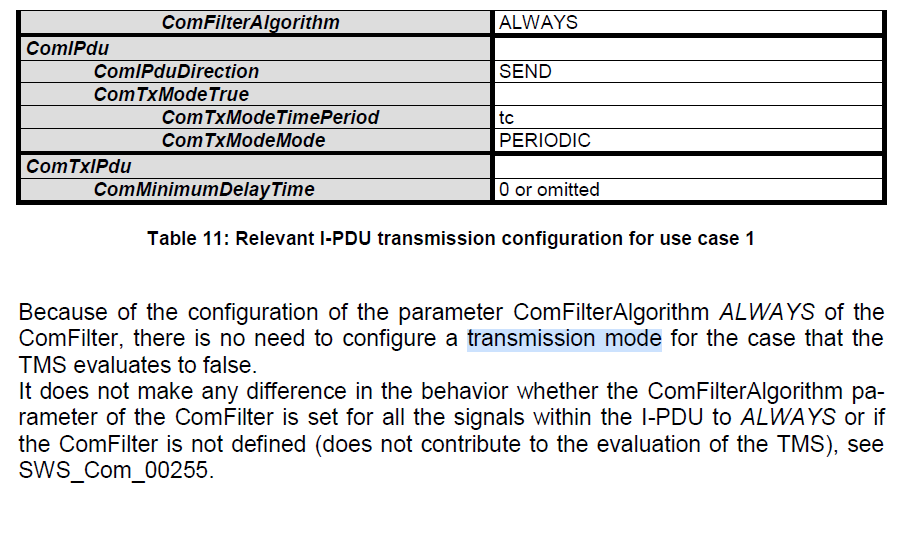 ComFilterAlgorithm ALWAYS
ComIPdu
ComIPduDirection SEND
ComTxModeTrue
ComTxModeTimePeriod tc
ComTxModeMode PERIODIC
ComTxIPdu
ComMinimumDelayTime 0 or omitted
Table 11: Relevant I-PDU transmission configuration for use case 1
Because of the configuration of the parameter ComFilterAlgorithm ALWAYS of the
ComFilter, there is no need to configure a transmission mode for the case that the
TMS evaluates to false.
It does not make any difference in the behavior whether the ComFilterAlgorithm pa-
rameter of the ComFilter is set for all the signals within the I-PDU to ALWAYS or if
the ComFilter is not defined (does not contribute to the evaluation of the TMS), see
SWS_Com_00255.